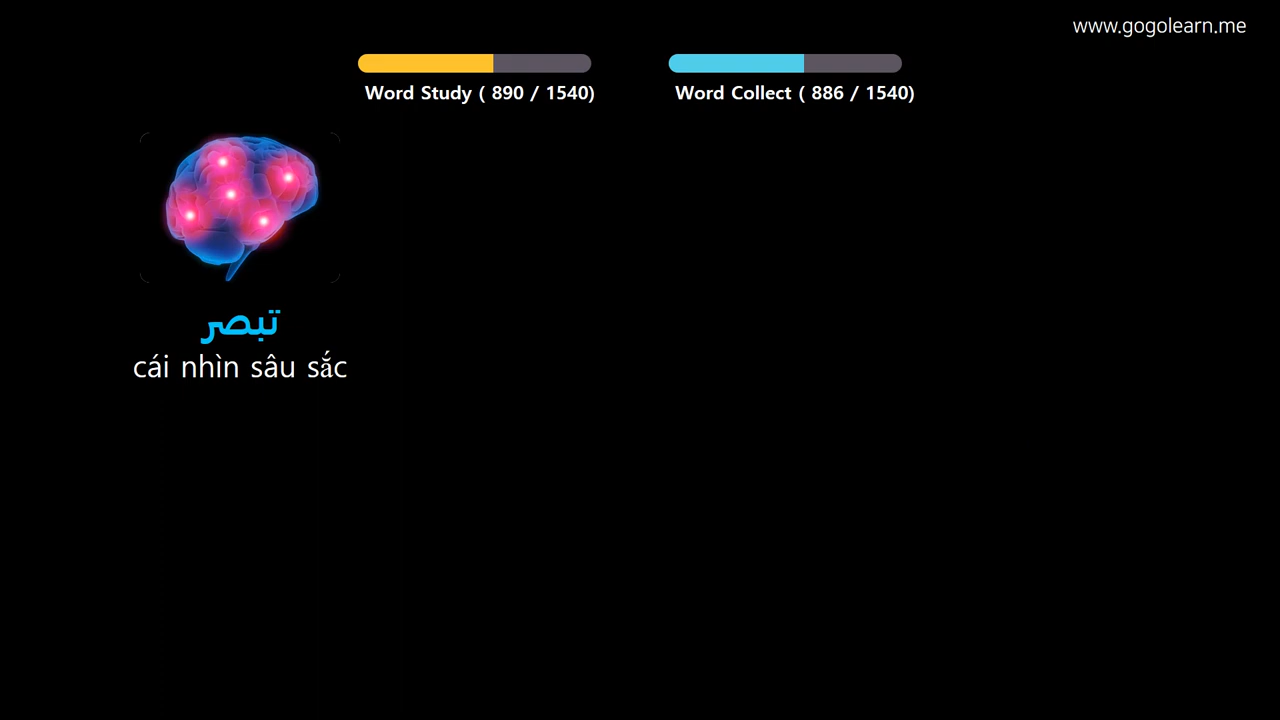 www.gogolearn.me
Word Study ( 890 / 1540)
Word Collect ( 886 / 1540)
تبصر
cái nhìn sâu sắc